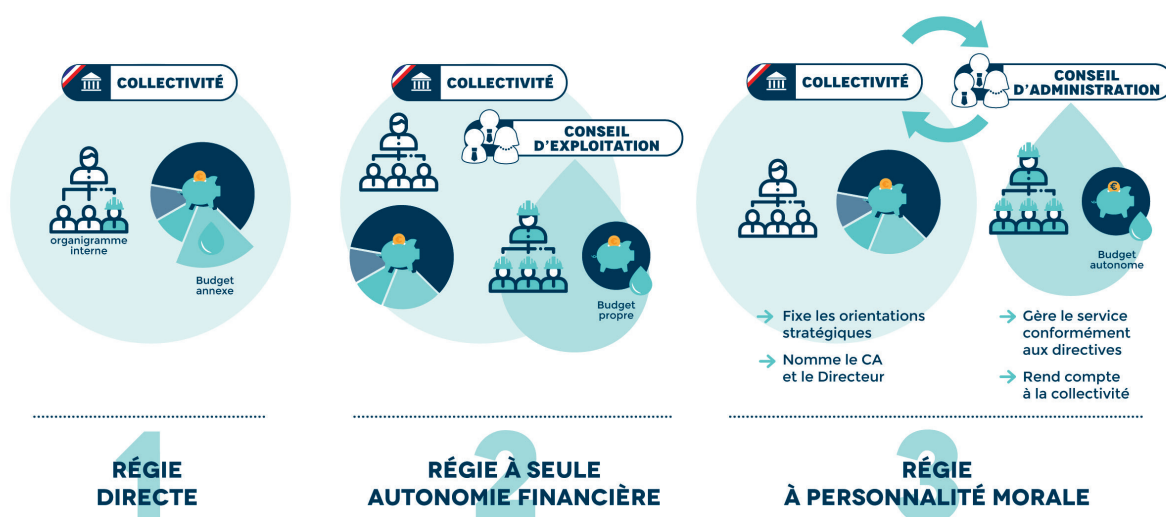 COLLECTIVITÉ
organigramme
interne
Budget
annexe
1
RÉGIE
DIRECTE
COLLECTIVITÉ
CONSEIL
D'EXPLOITATION
Budget
propre
2
RÉGIE À SEULE
AUTONOMIE FINANCIÈRE
COLLECTIVITÉ
CONSEIL
D'ADMINISTRATION
€
Budget
autonome
→ Fixe les orientations
stratégiques
→ Nomme le CA
et le Directeur
→ Gère le service
conformément
aux directives
→ Rend compte
à la collectivité
3
RÉGIE
À PERSONNALITÉ MORALE